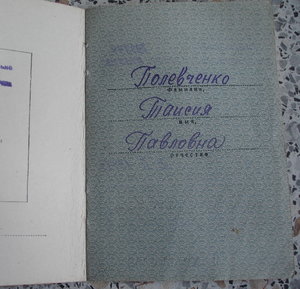 Полевченко
фамилия,
Таисия
имя,
Павловна
отчество